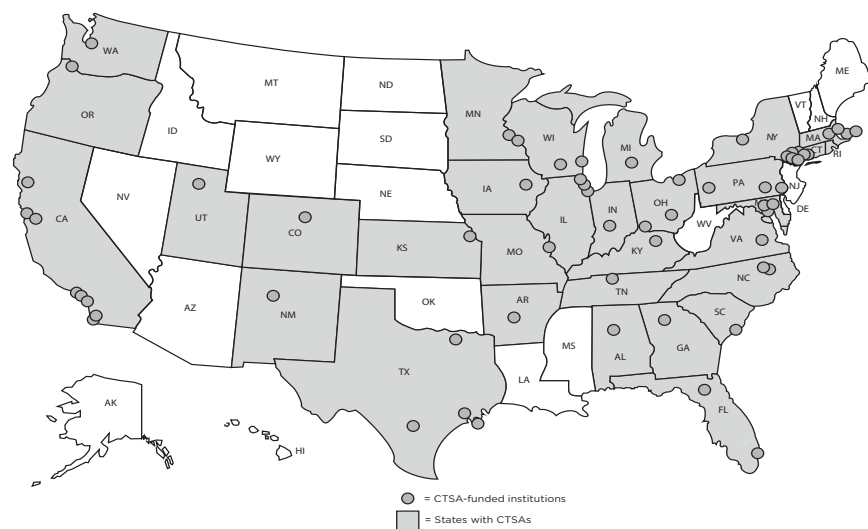 WA
MT
ND
ME
OR
ID
SD
MN
WI
MI
VT
NH
NY
MA
CT
RI
WY
NE
IA
PA
NJ
NV
UT
CO
KS
CA
IL
IN
OH
WV
DE
MO
KY
VA
AZ
NM
OK
AR
TN
NC
SC
TX
MS
AL
GA
LA
FL
AK
HI
= CTSA-funded institutions
= States with CTSAs